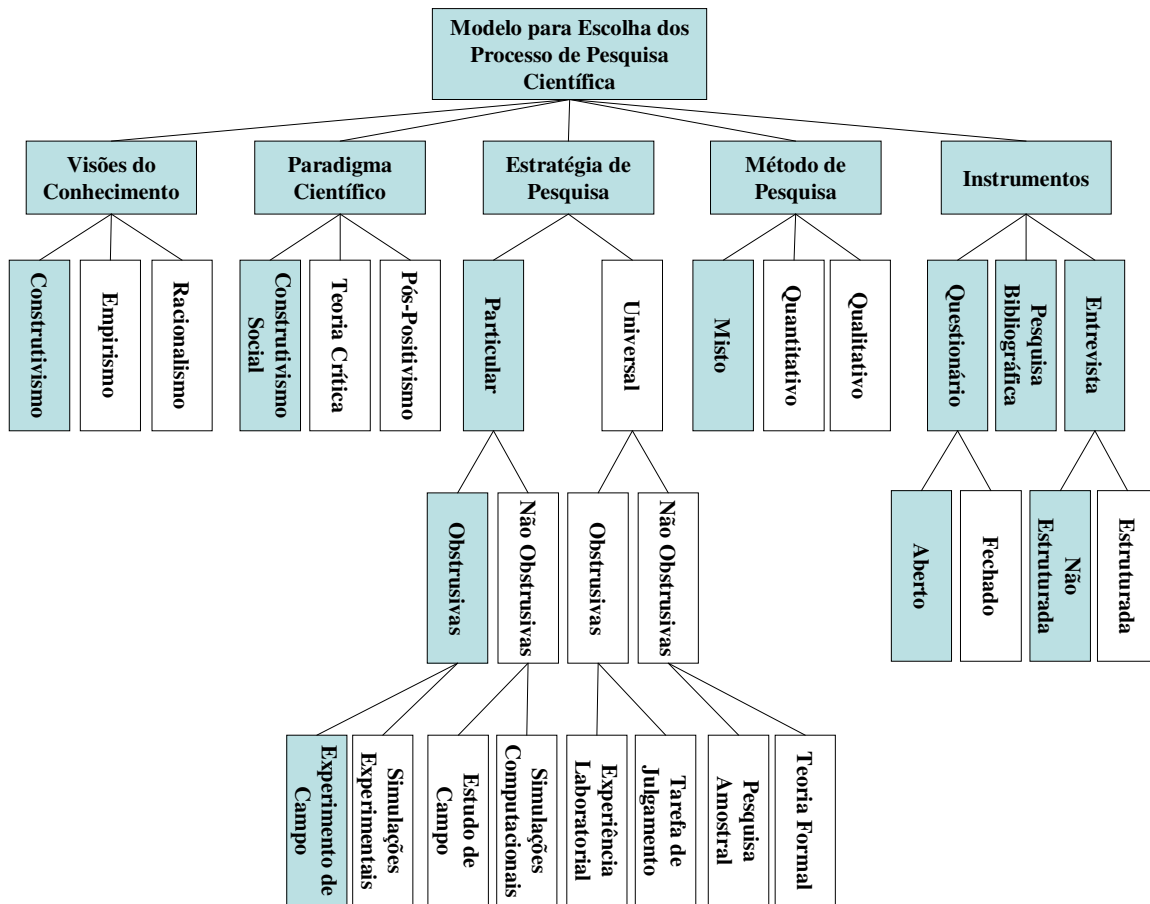 Modelo para Escolha dos
Processo de Pesquisa
Científica
Visões do
Conhecimento
Paradigma
Científico
Estratégia de
Pesquisa
Método de
Pesquisa
Instrumentos
Construtivismo
Empirismo
Racionalismo
Construtivismo
Social
Teoria Crítica
Pós-Positivismo
Particular
Universal
Misto
Quantitativo
Qualitativo
Questionário
Pesquisa
Bibliográfica
Entrevista
Obstrusivas
Não Obstrusivas
Obstrusivas
Não Obstrusivas
Aberto
Fechado
Não
Estruturada
Estruturada
Experimento de
Campo
Simulações
Experimentais
Estudo de
Campo
Simulações
Computacionais
Experiência
Laboratorial
Tarefa de
Julgamento
Pesquisa
Amostral
Teoria Formal